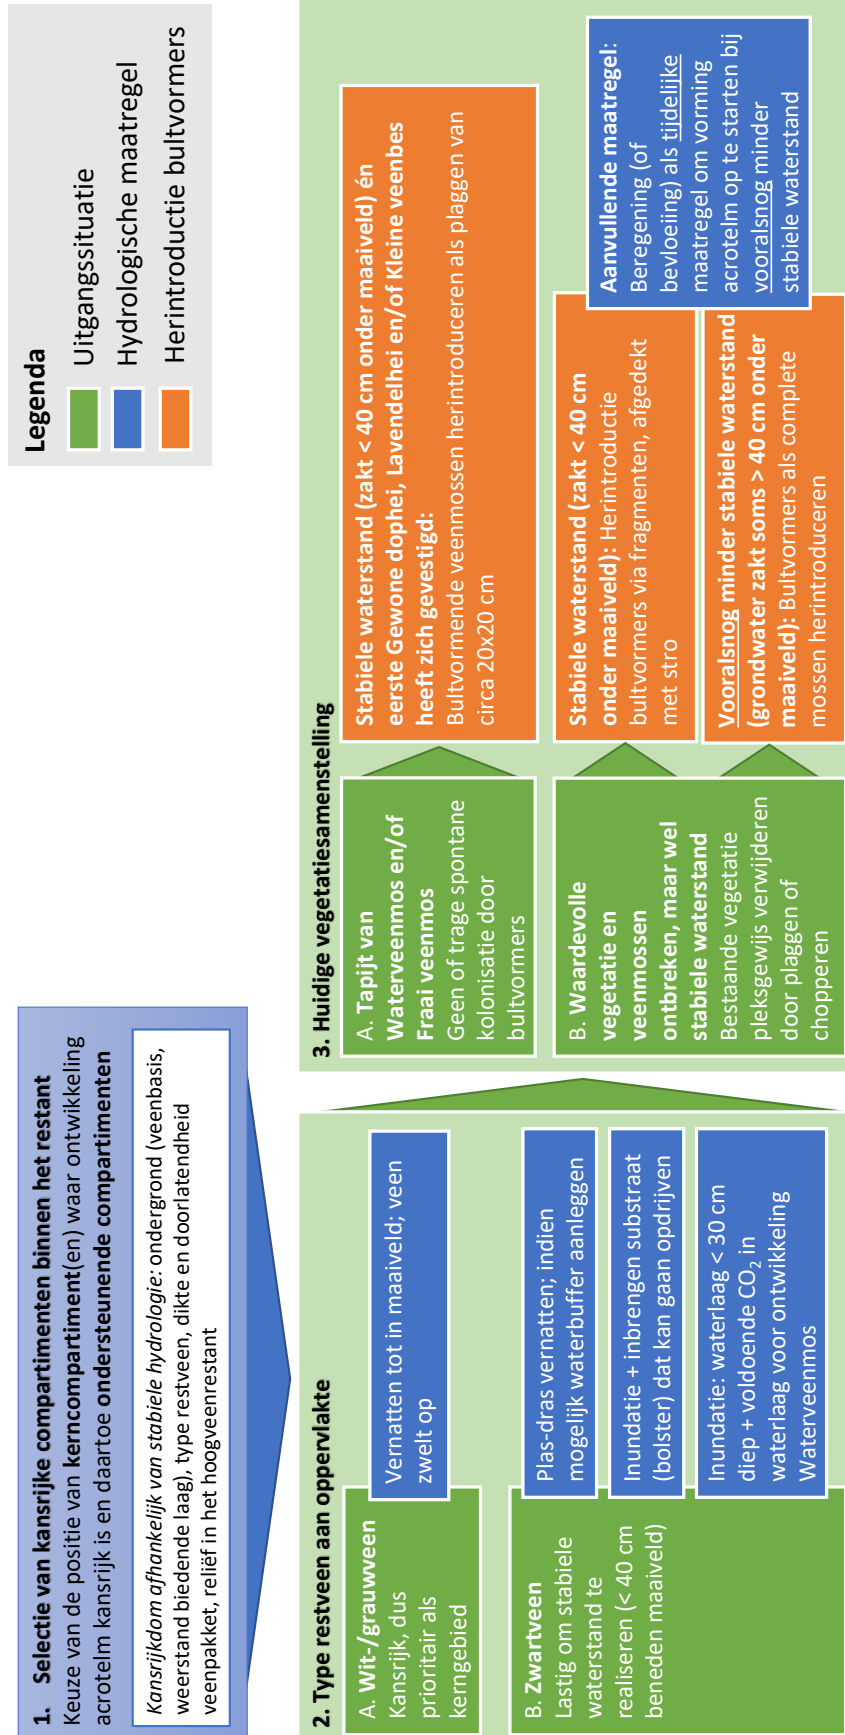 Legenda
Uitgangssituatie
Hydrologische maatregel
Herintroductie bultvormers
1. Selectie van kansrijke compartimenten binnen het restant
Keuze van de positie van kerncompartiment(en) waar ontwikkeling
acrotelm kansrijk is en daartoe ondersteunende compartimenten
Kansrijkdom afhankelijk van stabiele hydrologie: ondergrond (veenbasis,
weerstand biedende laag), type restveen, dikte en doorlatendheid
veenpakket, reliëf in het hoogveenrestant
2. Type restveen aan oppervlakte
A. Wit-/grauwveen
Kansrijk, dus
prioritair als
kerngebied
Vernatten tot in maaiveld; veen
zwelt op
B. Zwartveen
Lastig om stabiele
waterstand te
realiseren (< 40 cm
beneden maaiveld)
Plas-dras vernatten; indien
mogelijk waterbuffer aanleggen
Inundatie + inbrengen substraat
(bolster) dat kan gaan opdrijven
Inundatie: waterlaag < 30 cm
diep + voldoende CO₂ in
waterlaag voor ontwikkeling
Waterveenmos
3. Huidige vegetatiesamenstelling
A. Tapijt van
Waterveenmos en/of
Fraai veenmos
Geen of trage spontane
kolonisatie door
bultvormers
Stabiele waterstand (zakt < 40 cm onder maaiveld) én
eerste Gewone dophei, Lavendelhei en/of Kleine veenbes
heeft zich gevestigd:
Bultvormende veenmossen herintroduceren als plaggen van
circa 20x20 cm
B. Waardevolle
vegetatie en
veenmossen
ontbreken, maar wel
stabiele waterstand
Bestaande vegetatie
pleksgewijs verwijderen
door plaggen of
chopperen
Stabiele waterstand (zakt < 40 cm
onder maaiveld): Herintroductie
bultvormers via fragmenten, afgedekt
met stro
Vooralsnog minder stabiele waterstand
(grondwater zakt soms > 40 cm onder
maaiveld): Bultvormers als complete
mossen herintroduceren
Aanvullende maatregel:
Beregening (of
bevloeiing) als tijdelijke
maatregel om vorming
acrotelm op te starten bij
vooralsnog minder
stabiele waterstand